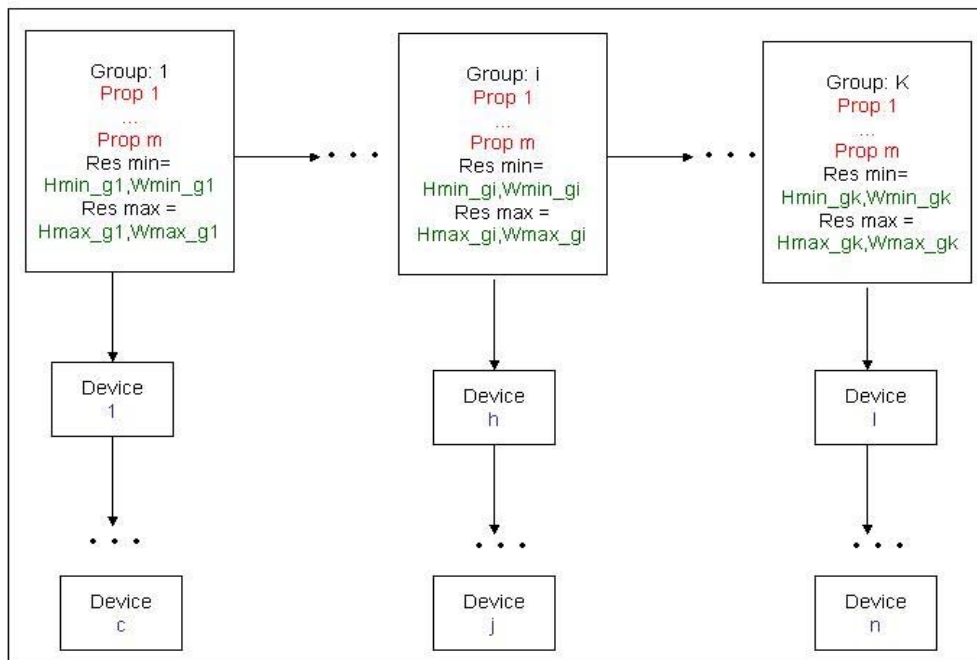 Group: 1
Prop 1
...
Prop m
Res min=
Hmin_g1,Wmin_g1
Res max =
Hmax_g1,Wmax_g1
• • •
Group: i
Prop 1
...
Prop m
Res min=
Hmin_gi,Wmin_gi
Res max =
Hmax_gi,Wmax_gi
• • •
Group: K
Prop 1
...
Prop m
Res min=
Hmin_gk,Wmin_gk
Res max =
Hmax_gk,Wmax_gk
Device
1
• • •
Device
c
Device
h
• • •
Device
j
Device
l
• • •
Device
n